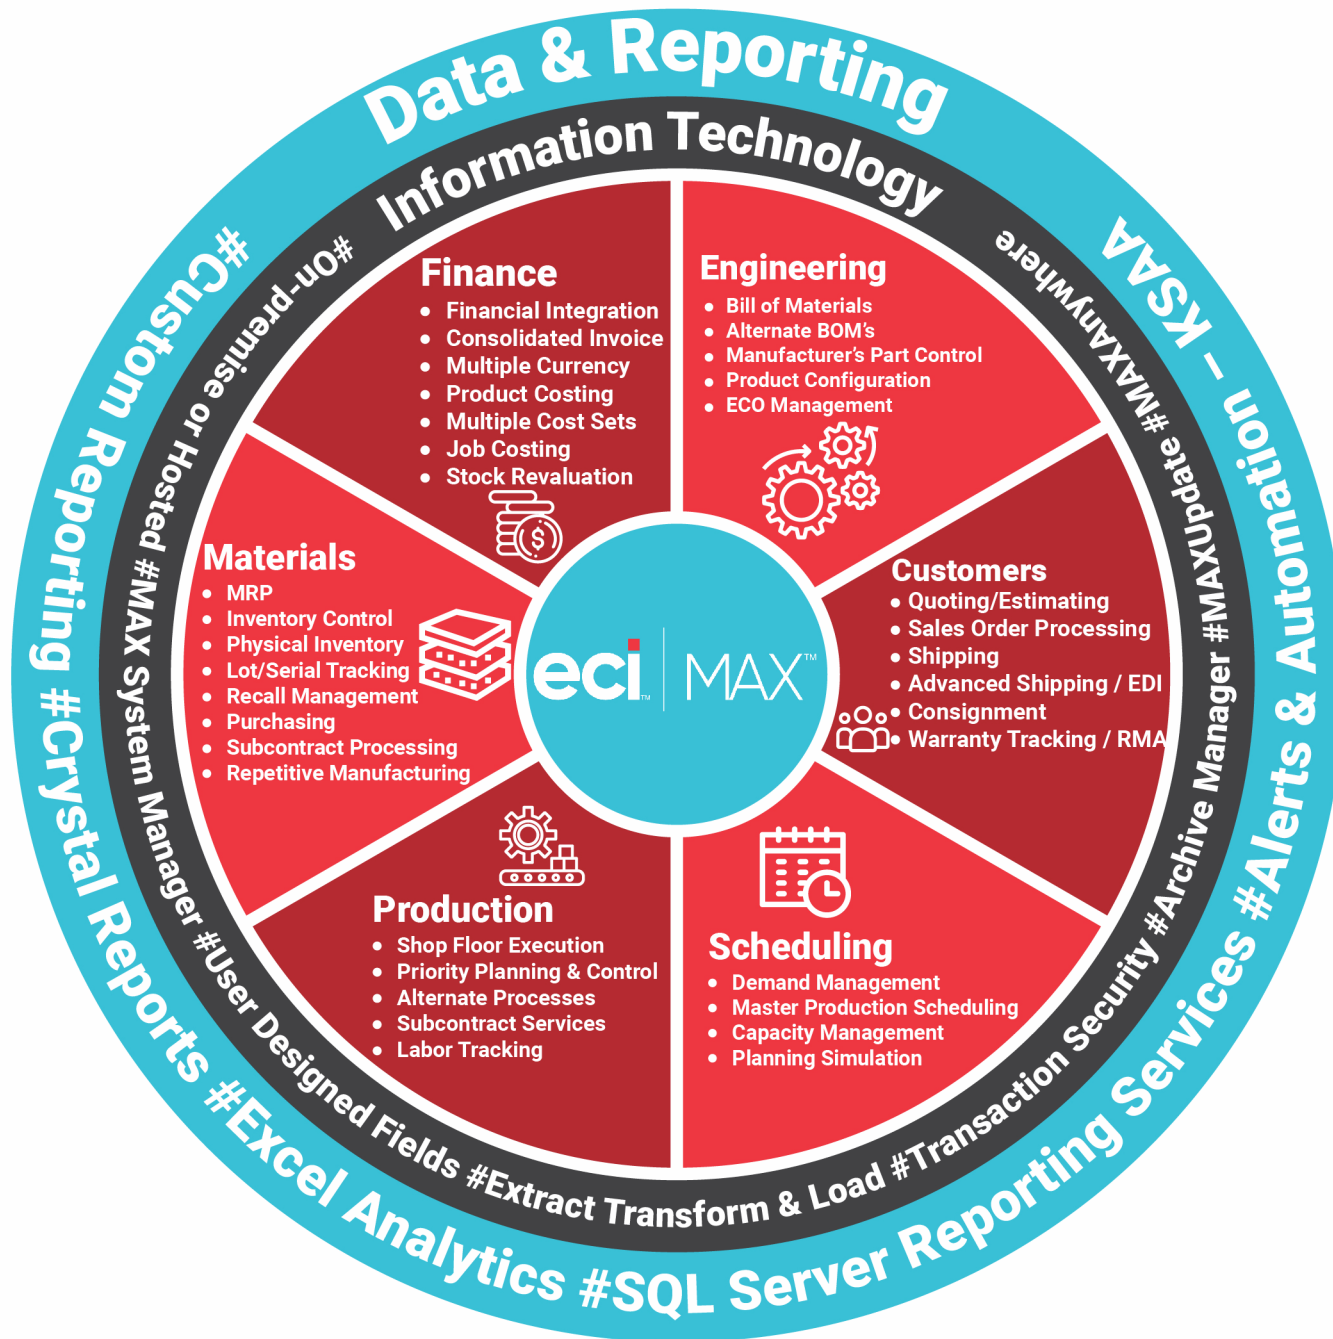 Data & Reporting
#Custom Reporting #Crystal Reports #Excel Analytics #SQL Server Reporting Services #Alerts & Automation – KSAA
Information Technology
#On-premise or Hosted #MAX System Manager #User Designed Fields #Extract Transform & Load #Transaction Security #Archive Manager #MAXUpdate #MAXAnywhere
Finance
• Financial Integration
• Consolidated Invoice
• Multiple Currency
• Product Costing
• Multiple Cost Sets
• Job Costing
• Stock Revaluation
$
Engineering
• Bill of Materials
• Alternate BOM's
• Manufacturer's Part Control
• Product Configuration
• ECO Management
Materials
• MRP
• Inventory Control
• Physical Inventory
• Lot/Serial Tracking
• Recall Management
• Purchasing
• Subcontract Processing
• Repetitive Manufacturing
eci™ | MAX™
Customers
• Quoting/Estimating
• Sales Order Processing
• Shipping
• Advanced Shipping / EDI
• Consignment
• Warranty Tracking / RMA
Production
• Shop Floor Execution
• Priority Planning & Control
• Alternate Processes
• Subcontract Services
• Labor Tracking
Scheduling
• Demand Management
• Master Production Scheduling
• Capacity Management
• Planning Simulation